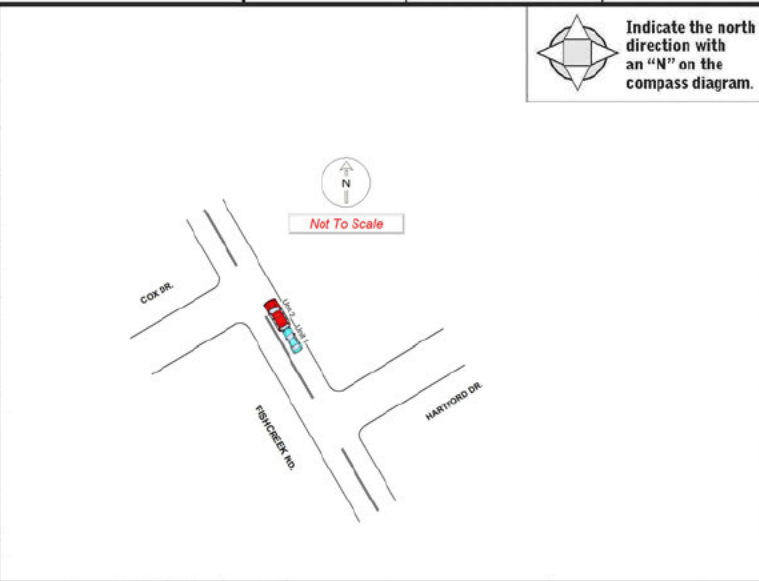 Indicate the north
direction with
an “N” on the
compass diagram.
N
Not To Scale
COX DR.
Unit 2
Unit 1
HARTFORD DR.
FISHCREEK RD.